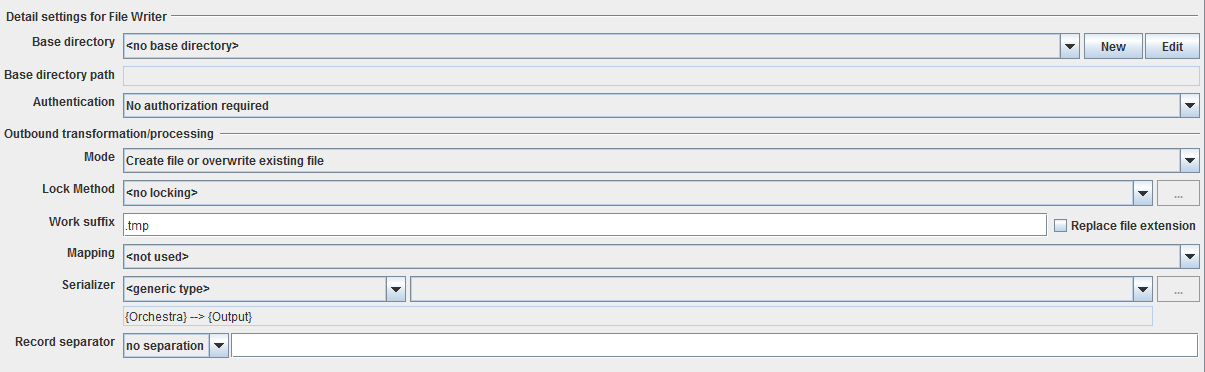 Detail settings for File Writer
Base directory <no base directory> New Edit
Base directory path
Authentication No authorization required
Outbound transformation/processing
Mode Create file or overwrite existing file
Lock Method <no locking> ...
Work suffix .tmp Replace file extension
Mapping <not used>
Serializer <generic type> ...
{Orchestra} --> {Output}
Record separator no separation